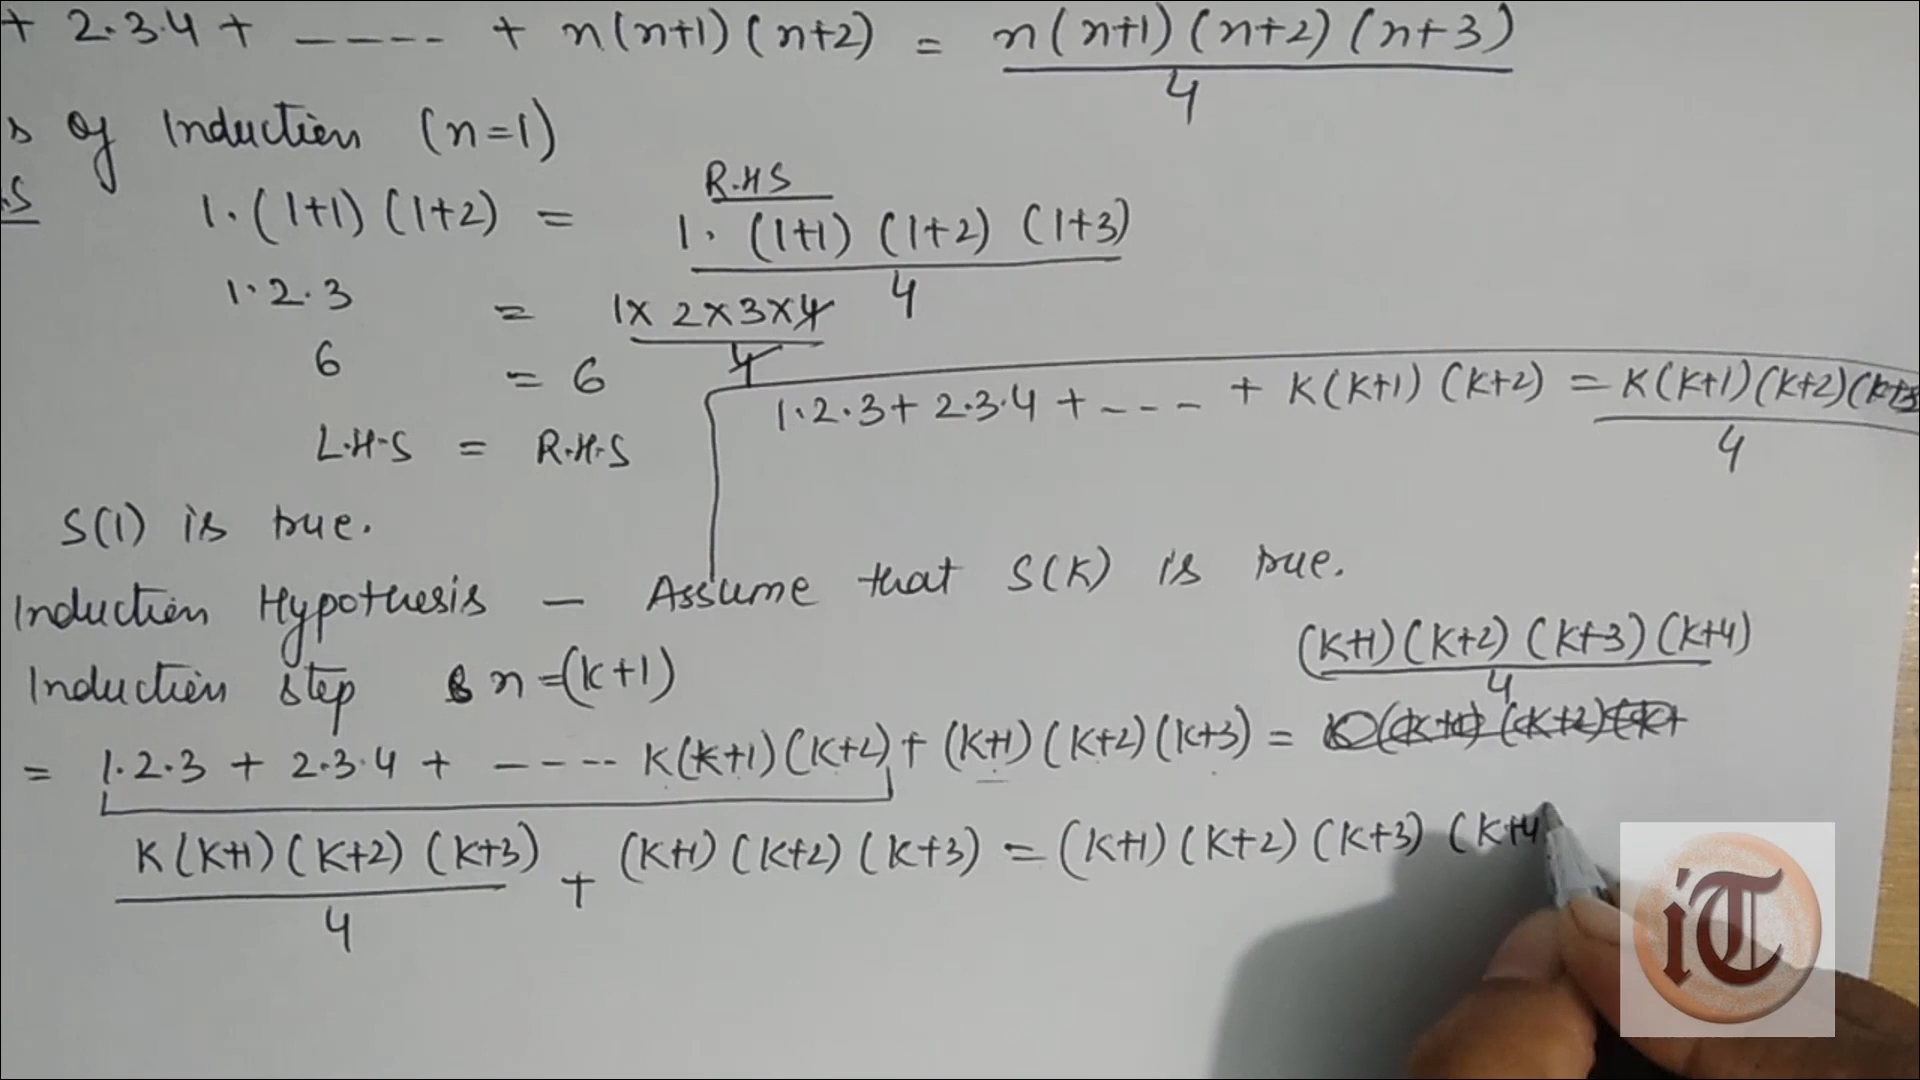 + 2.3.4 + ---- + n(n+1)(n+2) = n(n+1)(n+2)(n+3)
4
s of Induction (n=1)
.S
R.H.S
1.(1+1)(1+2) = 1.(1+1)(1+2)(1+3)
4
1.2.3 = 1x2x3x4
4
6 = 6
1.2.3 + 2.3.4 + --- + K(K+1)(K+2) = K(K+1)(K+2)(K+3
4
L.H.S = R.H.S
S(1) is true.
Induction Hypothesis — Assume that S(K) is true.
Induction step n=(K+1)
(K+1)(K+2)(K+3)(K+4)
4
= 1.2.3 + 2.3.4 + ---- K(K+1)(K+2) + (K+1)(K+2)(K+3) =
K(K+1)(K+2)(K+3) + (K+1)(K+2)(K+3) = (K+1)(K+2)(K+3)(K+4
4
iT